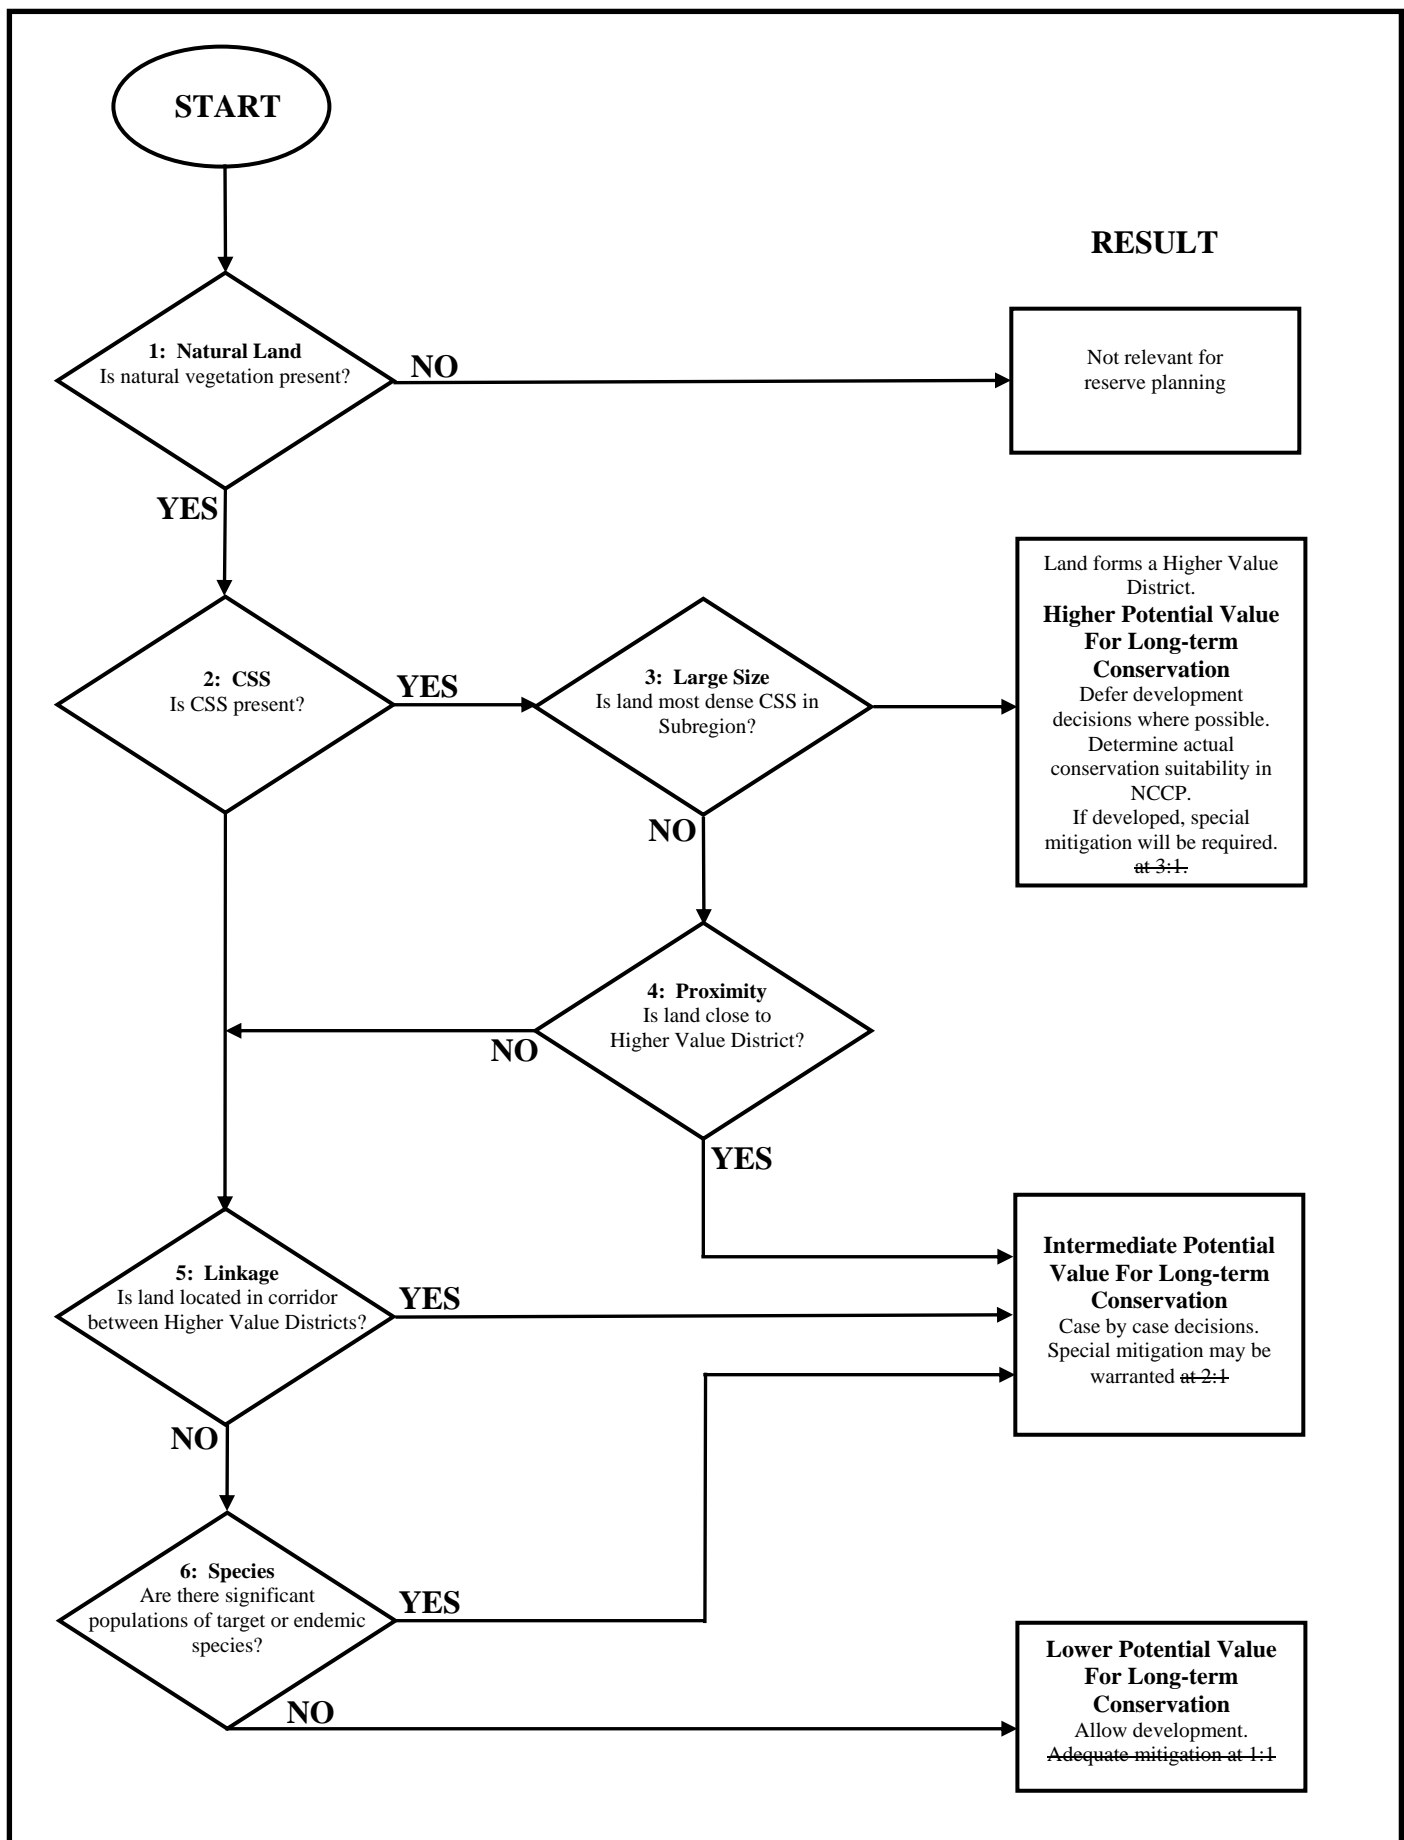 START
RESULT
1: Natural Land
Is natural vegetation present?
NO
Not relevant for
reserve planning
YES
2: CSS
Is CSS present?
YES
3: Large Size
Is land most dense CSS in
Subregion?
Land forms a Higher Value
District.
Higher Potential Value
For Long-term
Conservation
Defer development
decisions where possible.
Determine actual
conservation suitability in
NCCP.
If developed, special
mitigation will be required.
at 3:1.
NO
4: Proximity
Is land close to
Higher Value District?
NO
YES
5: Linkage
Is land located in corridor
between Higher Value Districts?
YES
Intermediate Potential
Value For Long-term
Conservation
Case by case decisions.
Special mitigation may be
warranted at 2:1
NO
6: Species
Are there significant
populations of target or endemic
species?
YES
NO
Lower Potential Value
For Long-term
Conservation
Allow development.
Adequate mitigation at 1:1